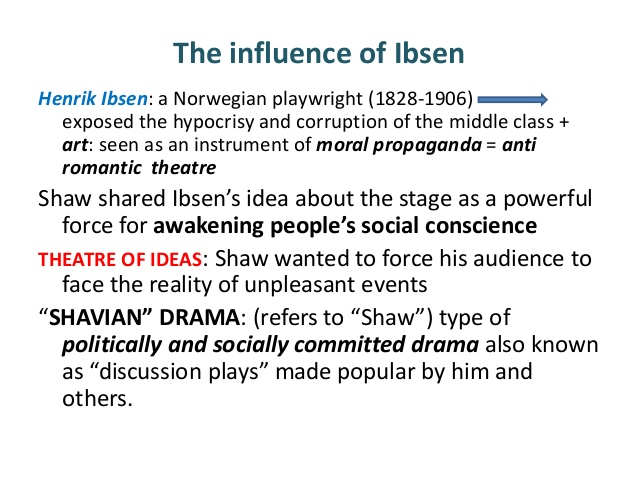 The influence of Ibsen
Henrik Ibsen: a Norwegian playwright (1828-1906)
exposed the hypocrisy and corruption of the middle class +
art: seen as an instrument of moral propaganda = anti
romantic theatre
Shaw shared Ibsen’s idea about the stage as a powerful
force for awakening people’s social conscience
THEATRE OF IDEAS: Shaw wanted to force his audience to
face the reality of unpleasant events
“SHAVIAN” DRAMA: (refers to “Shaw”) type of
politically and socially committed drama also known
as “discussion plays” made popular by him and
others.